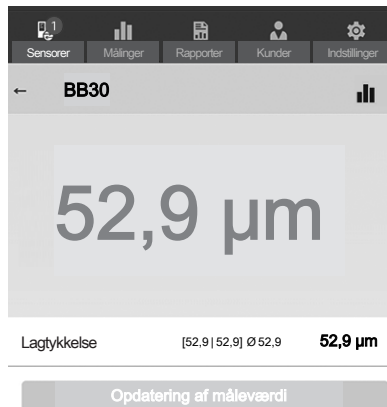 1
Sensorer Målinger Rapporter Kunder Indstillinger
← BB30
52,9 µm
Lagtykkelse [52,9|52,9] Ø 52,9 52,9 µm
Opdatering af måleværdi